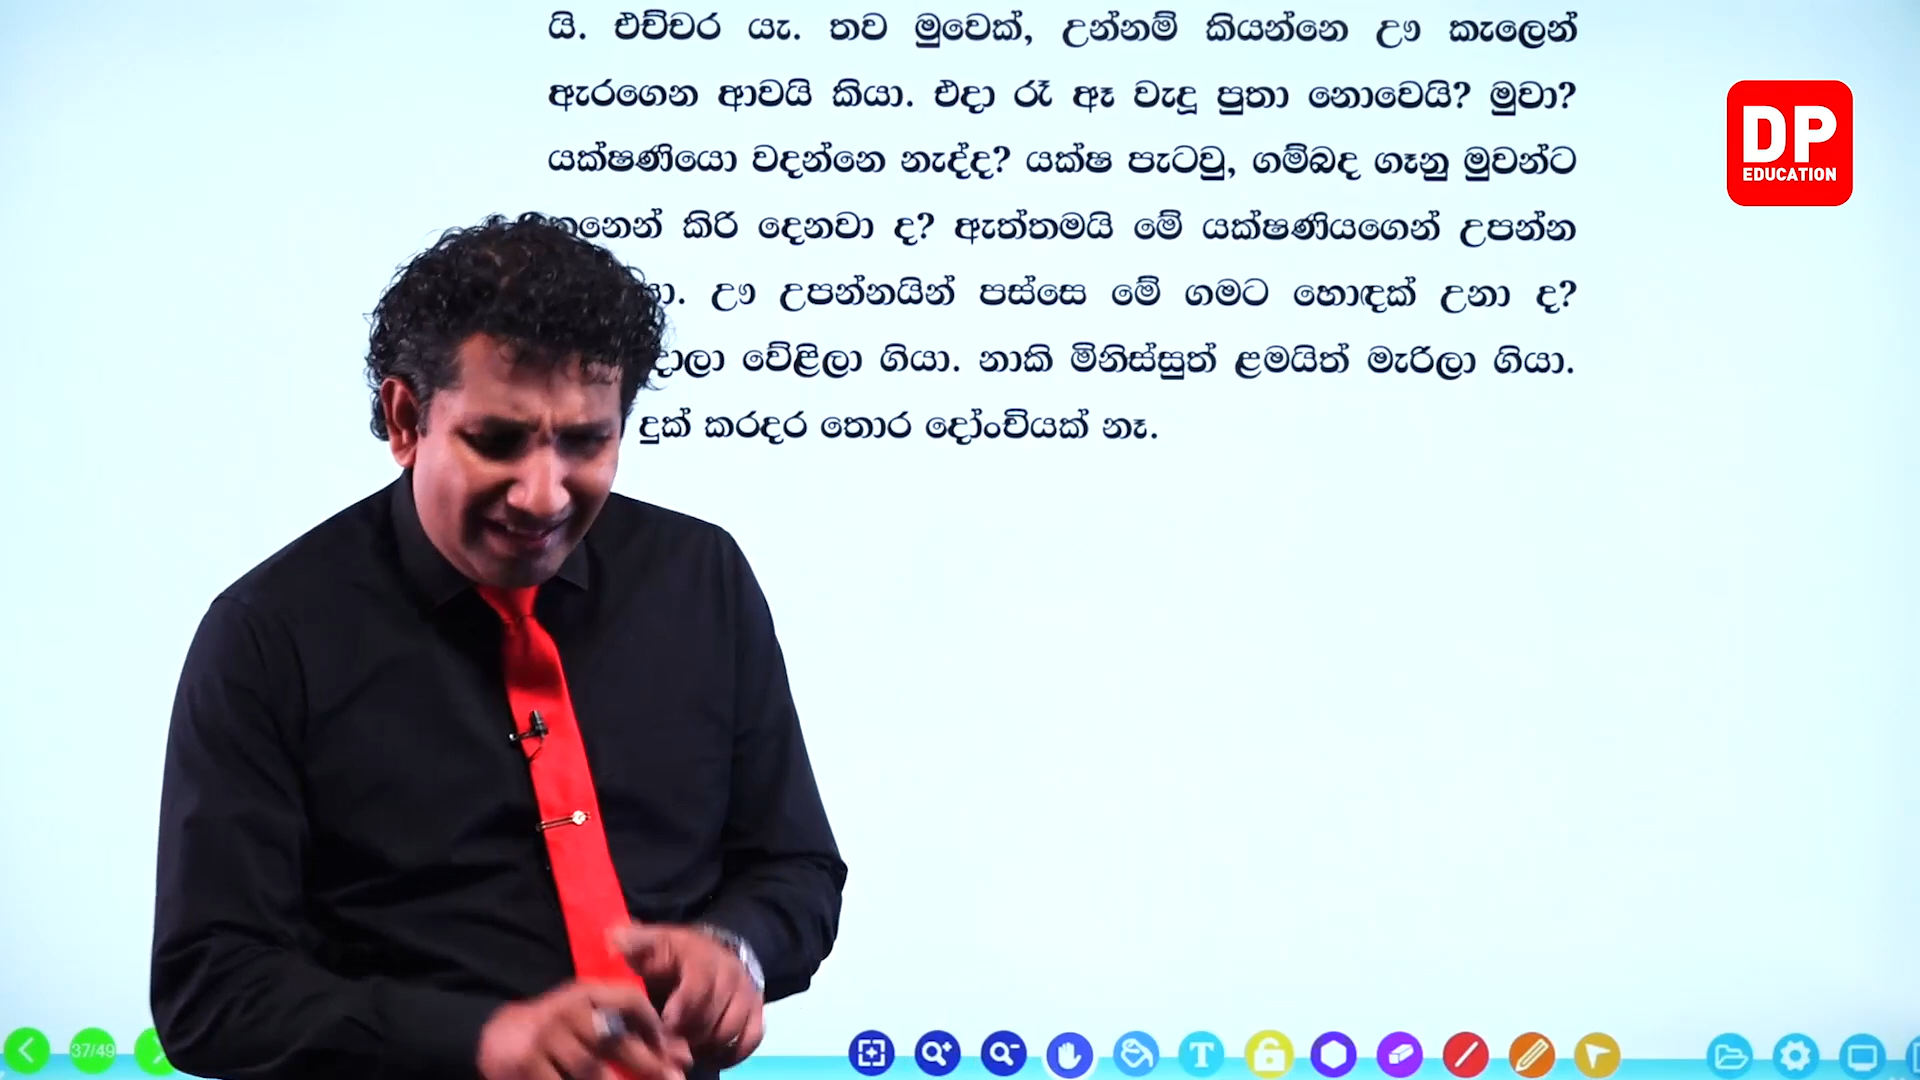 යි. එච්චර යැ. තව මුවෙක්, උන්නම් කියන්නෙ ඌ කැලෙන්
ඇරගෙන ආවයි කියා. එදා රෑ ඈ වැදූ පුතා නොවෙයි? මුවා?
යක්ෂණියො වදන්නෙ නැද්ද? යක්ෂ පැටවු, ගම්බද ගෑනු මුවන්ට
කිරි දෙනවා ද? ඇත්තමයි මේ යක්ෂණියගෙන් උපන්න
ඌ උපන්නයින් පස්සෙ මේ ගමට හොඳක් උනා ද?
වේළිලා ගියා. නාකි මිනිස්සුත් ළමයිත් මැරිලා ගියා.
දුක් කරදර තොර දෝංචියක් නෑ.
DP
EDUCATION
37/49
T